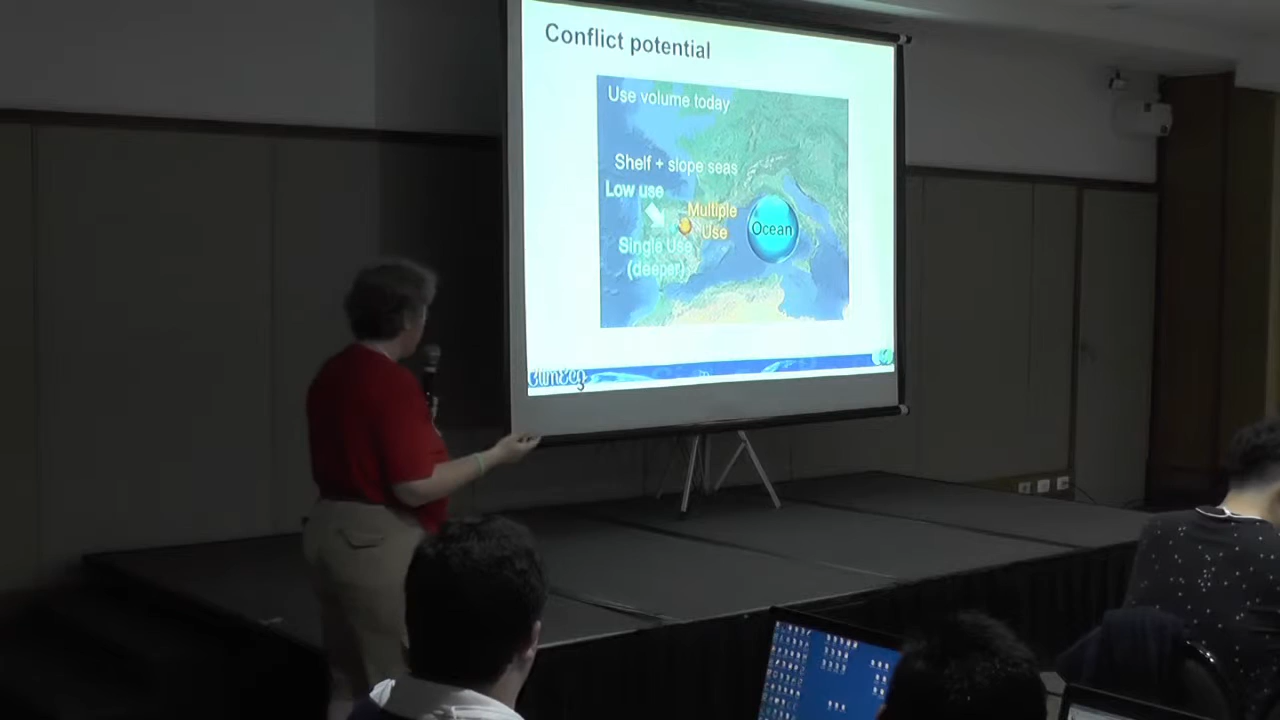 Conflict potential
Use volume today
Shelf + slope seas
Low use
Multiple
Use
Ocean
Single Use
(deeper)